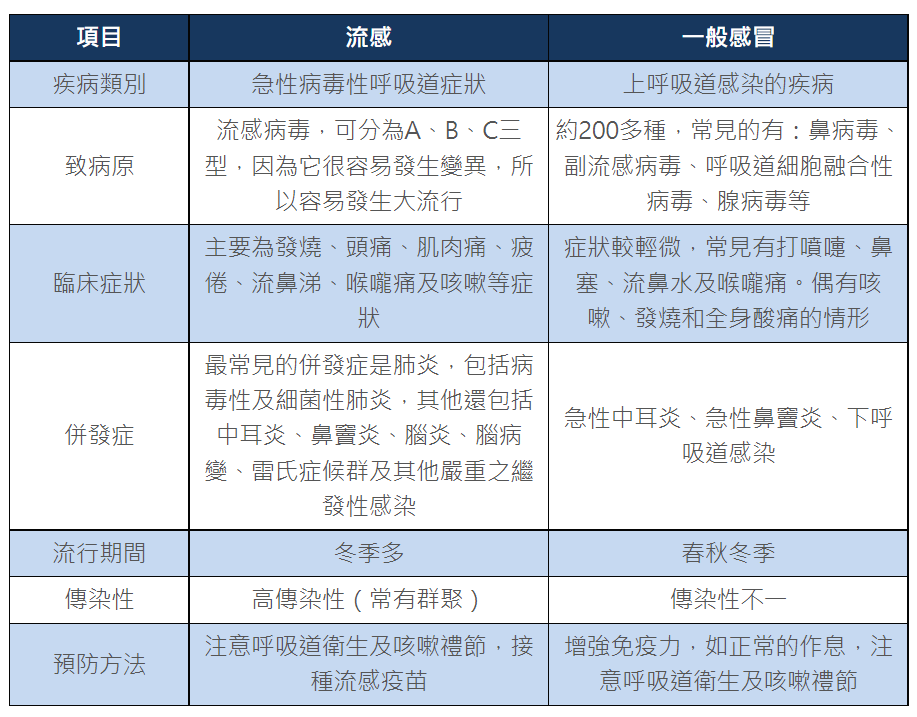 項目
流感
一般感冒
疾病類別
急性病毒性呼吸道症狀
上呼吸道感染的疾病
致病原
流感病毒，可分為A、B、C三
型，因為它很容易發生變異，所
以容易發生大流行
約200多種，常見的有：鼻病毒、
副流感病毒、呼吸道細胞融合性
病毒、腺病毒等
臨床症狀
主要為發燒、頭痛、肌肉痛、疲
倦、流鼻涕、喉嚨痛及咳嗽等症
狀
症狀較輕微，常見有打噴嚏、鼻
塞、流鼻水及喉嚨痛。偶有咳
嗽、發燒和全身酸痛的情形
併發症
最常見的併發症是肺炎，包括病
毒性及細菌性肺炎，其他還包括
中耳炎、鼻竇炎、腦炎、腦病
變、雷氏症候群及其他嚴重之繼
發性感染
急性中耳炎、急性鼻竇炎、下呼
吸道感染
流行期間
冬季多
春秋冬季
傳染性
高傳染性（常有群聚）
傳染性不一
預防方法
注意呼吸道衛生及咳嗽禮節，接
種流感疫苗
增強免疫力，如正常的作息，注
意呼吸道衛生及咳嗽禮節